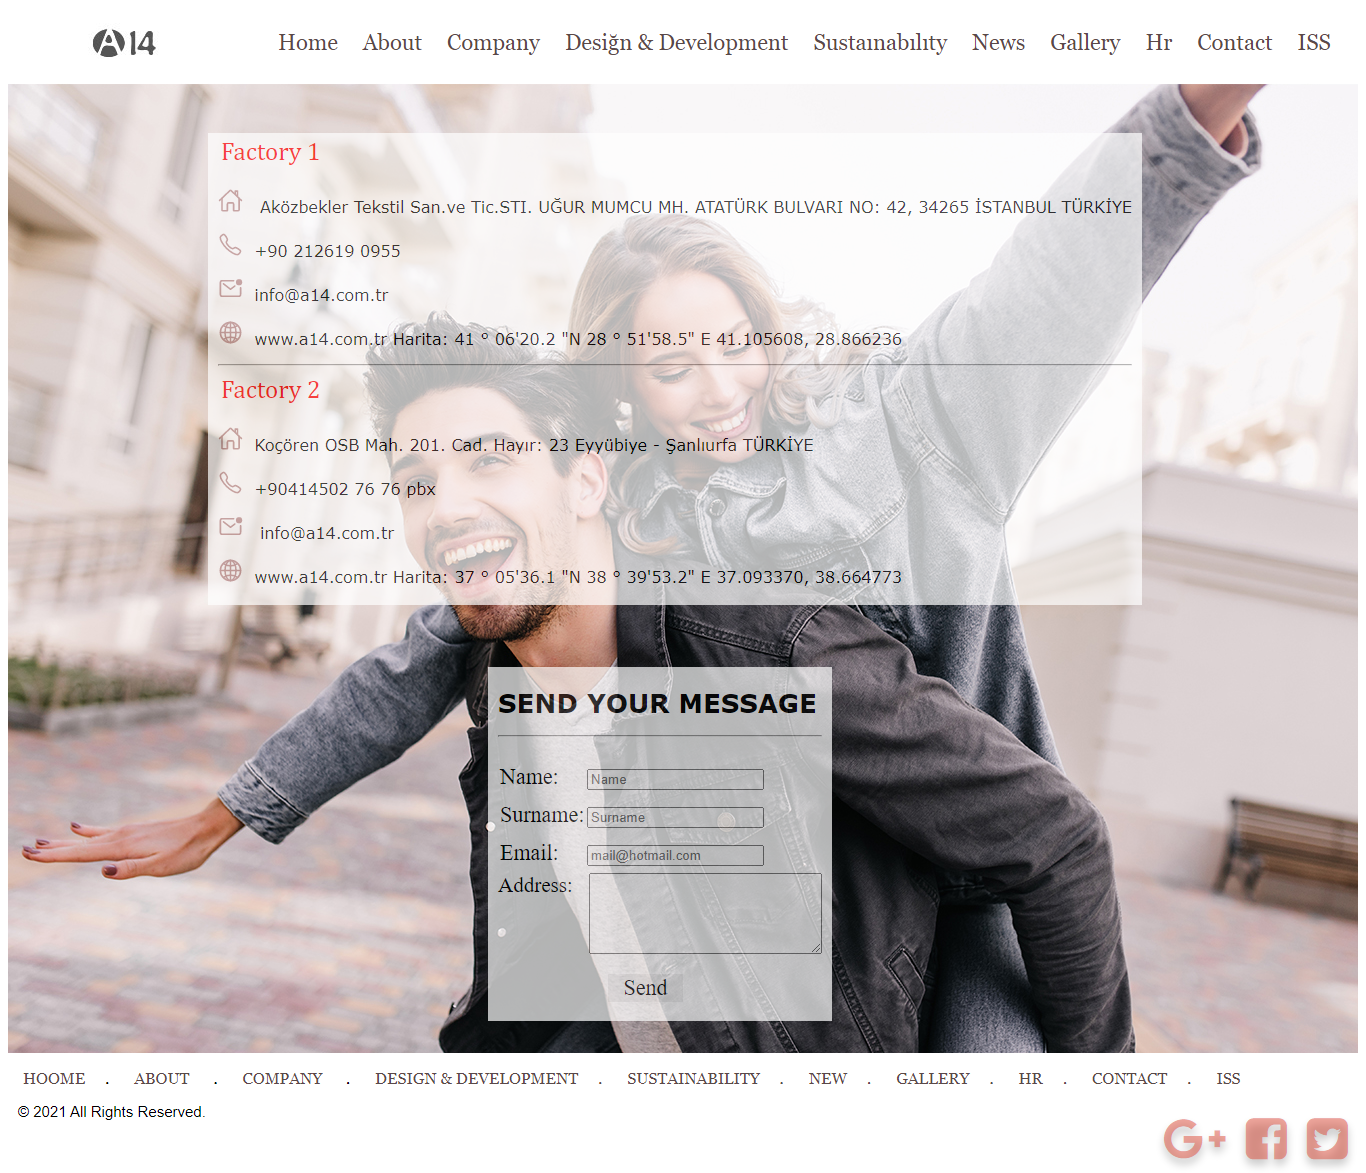 A14
Home About Company Desiğn & Development Sustaınabılıty News Gallery Hr Contact ISS
Factory 1
Aközbekler Tekstil San.ve Tic.STI. UĞUR MUMCU MH. ATATÜRK BULVARI NO: 42, 34265 İSTANBUL TÜRKİYE
+90 212619 0955
info@a14.com.tr
www.a14.com.tr Harita: 41 ° 06'20.2 "N 28 ° 51'58.5" E 41.105608, 28.866236
Factory 2
Koçören OSB Mah. 201. Cad. Hayır: 23 Eyyübiye - Şanlıurfa TÜRKİYE
+90414502 76 76 pbx
info@a14.com.tr
www.a14.com.tr Harita: 37 ° 05'36.1 "N 38 ° 39'53.2" E 37.093370, 38.664773
SEND YOUR MESSAGE
Name: Name
Surname: Surname
Email: mail@hotmail.com
Address:
Send
HOOME . ABOUT . COMPANY . DESIGN & DEVELOPMENT . SUSTAINABILITY . NEW . GALLERY . HR . CONTACT . ISS
© 2021 All Rights Reserved.